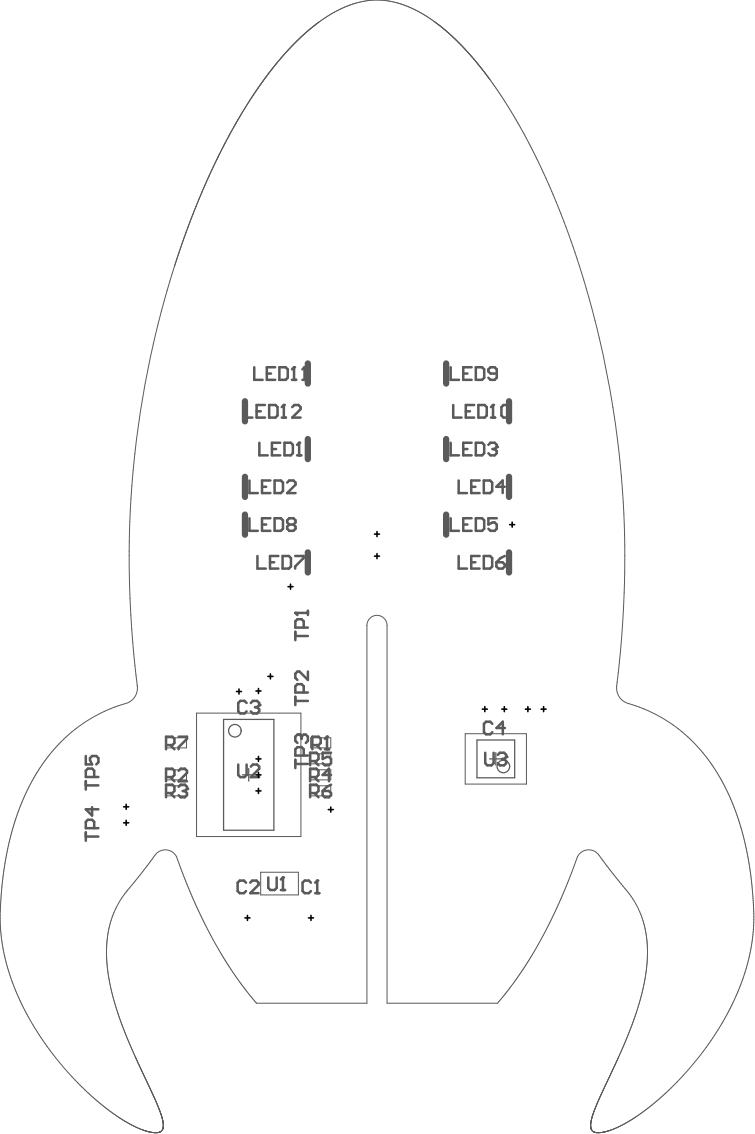 LED11 LED9
LED12 LED10
LED1 LED3
LED2 LED4
LED8 LED5
LED7 LED6
TP1
TP2
C3
C4
R7 TP3 R1
R5 U3
TP5 U2
R2 R4
R3 R6
TP4
C2 U1 C1